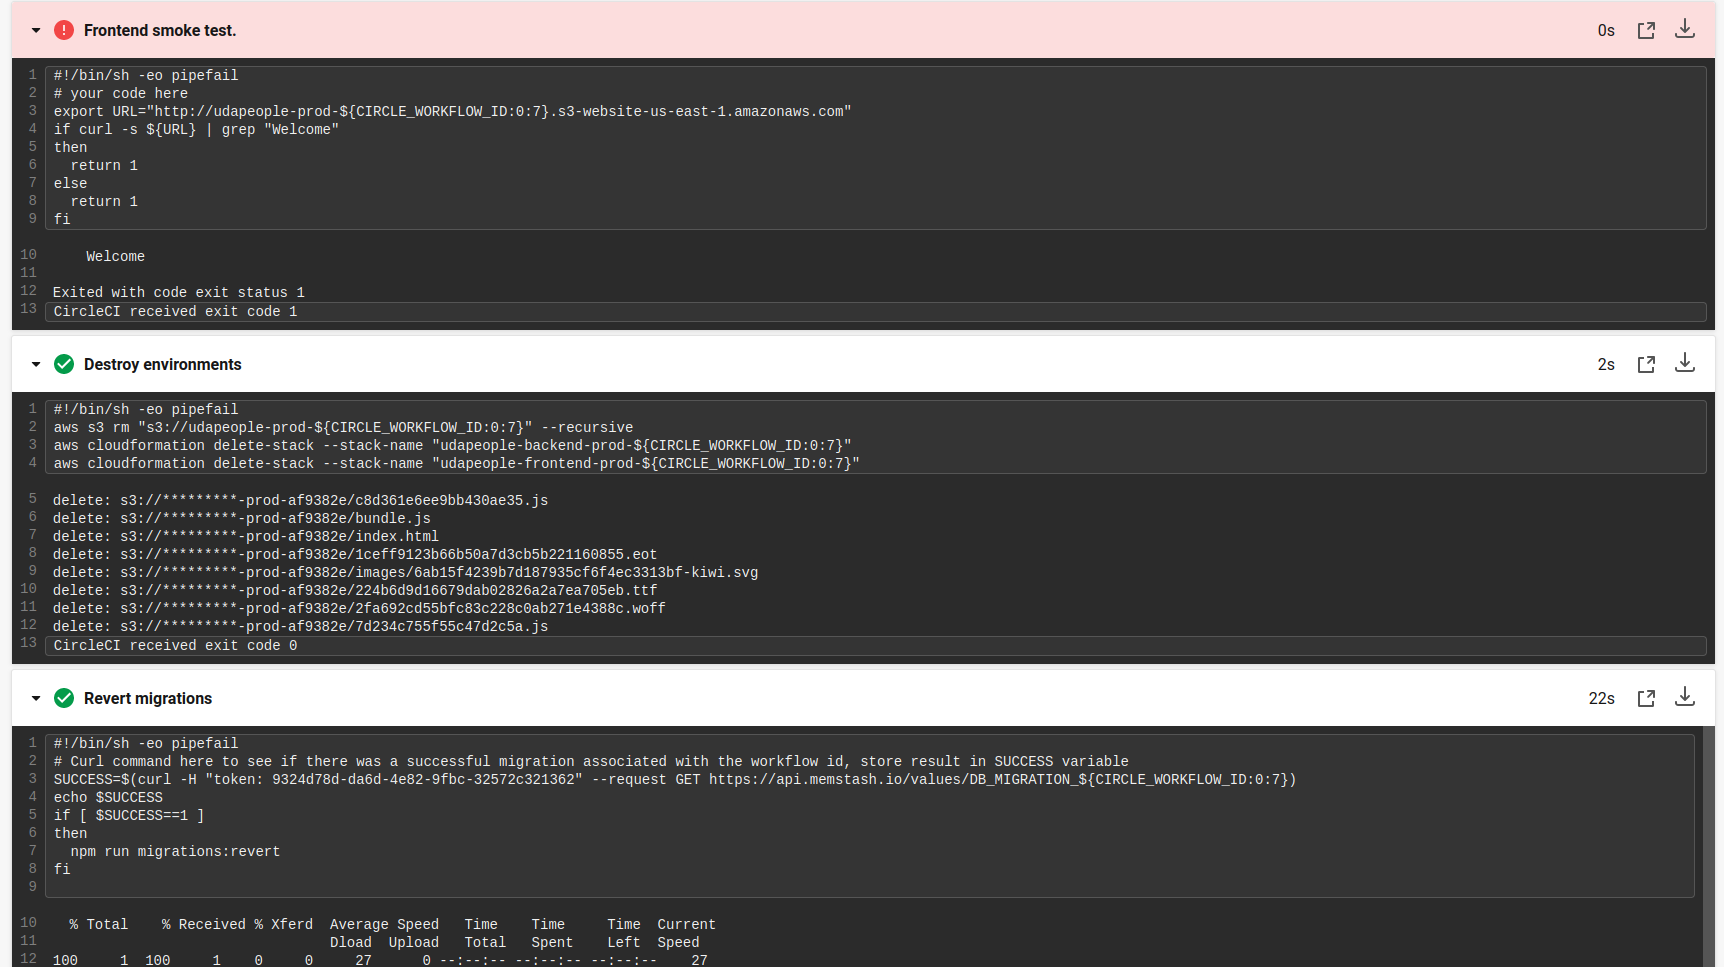 Frontend smoke test.
0s
1 #!/bin/sh -eo pipefail
2 # your code here
3 export URL="http://udapeople-prod-${CIRCLE_WORKFLOW_ID:0:7}.s3-website-us-east-1.amazonaws.com"
4 if curl -s ${URL} | grep "Welcome"
5 then
6   return 1
7 else
8   return 1
9 fi
10     Welcome
11
12 Exited with code exit status 1
13 CircleCI received exit code 1
Destroy environments
2s
1 #!/bin/sh -eo pipefail
2 aws s3 rm "s3://udapeople-prod-${CIRCLE_WORKFLOW_ID:0:7}" --recursive
3 aws cloudformation delete-stack --stack-name "udapeople-backend-prod-${CIRCLE_WORKFLOW_ID:0:7}"
4 aws cloudformation delete-stack --stack-name "udapeople-frontend-prod-${CIRCLE_WORKFLOW_ID:0:7}"
5 delete: s3://*********-prod-af9382e/c8d361e6ee9bb430ae35.js
6 delete: s3://*********-prod-af9382e/bundle.js
7 delete: s3://*********-prod-af9382e/index.html
8 delete: s3://*********-prod-af9382e/1ceff9123b66b50a7d3cb5b221160855.eot
9 delete: s3://*********-prod-af9382e/images/6ab15f4239b7d187935cf6f4ec3313bf-kiwi.svg
10 delete: s3://*********-prod-af9382e/224b6d9d16679dab02826a2a7ea705eb.ttf
11 delete: s3://*********-prod-af9382e/2fa692cd55bfc83c228c0ab271e4388c.woff
12 delete: s3://*********-prod-af9382e/7d234c755f55c47d2c5a.js
13 CircleCI received exit code 0
Revert migrations
22s
1 #!/bin/sh -eo pipefail
2 # Curl command here to see if there was a successful migration associated with the workflow id, store result in SUCCESS variable
3 SUCCESS=$(curl -H "token: 9324d78d-da6d-4e82-9fbc-32572c321362" --request GET https://api.memstash.io/values/DB_MIGRATION_${CIRCLE_WORKFLOW_ID:0:7})
4 echo $SUCCESS
5 if [ $SUCCESS==1 ]
6 then
7   npm run migrations:revert
8 fi
9
10   % Total    % Received % Xferd  Average Speed   Time    Time     Time  Current
11                                  Dload  Upload   Total   Spent    Left  Speed
12 100     1  100     1    0     0     27      0 --:--:-- --:--:-- --:--:--    27